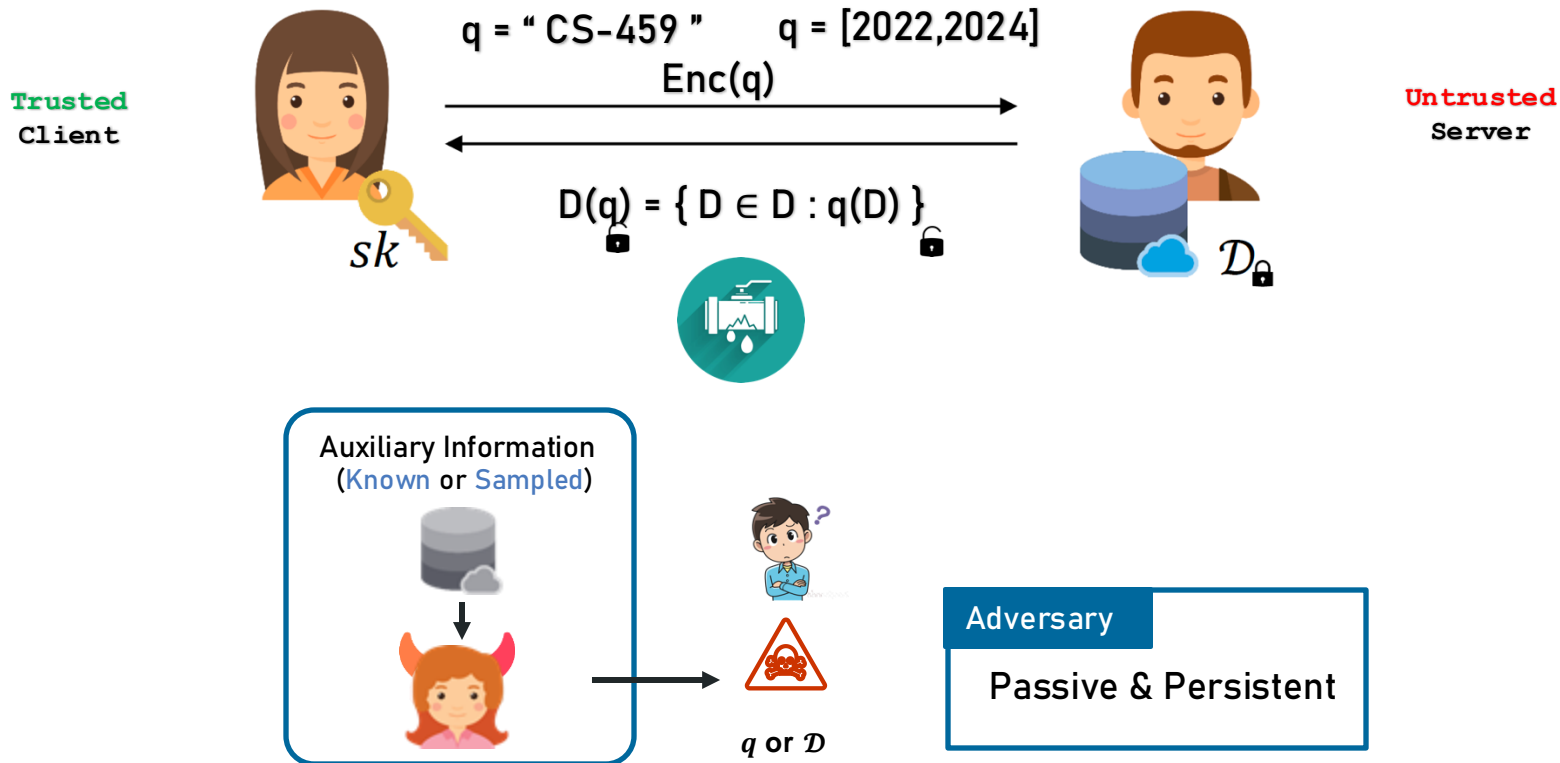 q = “ CS-459 ” q = [2022,2024]
Enc(q)
Trusted
Client
Untrusted
Server
D(q) = { D ∈ D : q(D) }
sk
𝒟
Auxiliary Information
(Known or Sampled)
?
Adversary
Passive & Persistent
q or 𝒟